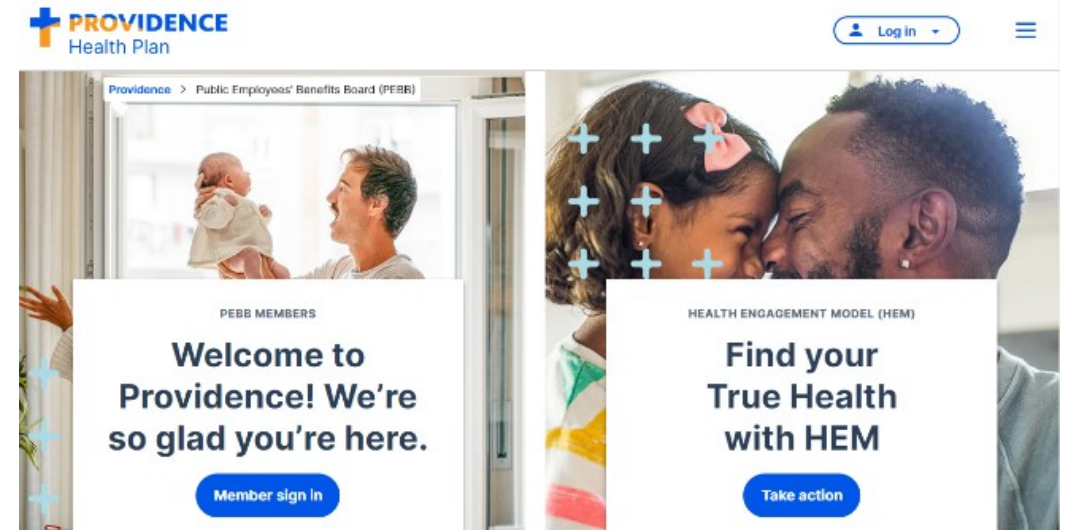 PROVIDENCE
Health Plan
Log in
Providence > Public Employees' Benefits Board (PEBB)
PEBB MEMBERS
Welcome to
Providence! We're
so glad you're here.
Member sign in
HEALTH ENGAGEMENT MODEL (HEM)
Find your
True Health
with HEM
Take action